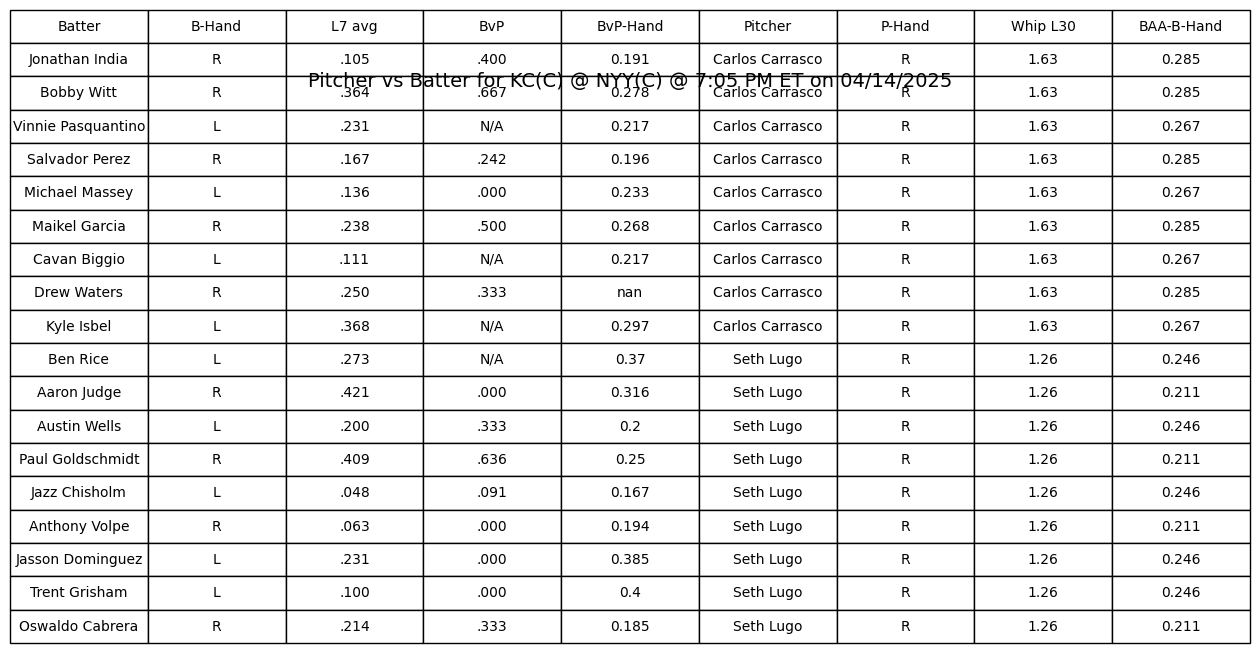 Batter B-Hand L7 avg BvP BvP-Hand Pitcher P-Hand Whip L30 BAA-B-Hand
Jonathan India R .105 .400 0.191 Carlos Carrasco R 1.63 0.285
Pitcher vs Batter for KC(C) @ NYY(C) @ 7:05 PM ET on 04/14/2025
Bobby Witt R .364 .667 0.278 Carlos Carrasco R 1.63 0.285
Vinnie Pasquantino L .231 N/A 0.217 Carlos Carrasco R 1.63 0.267
Salvador Perez R .167 .242 0.196 Carlos Carrasco R 1.63 0.285
Michael Massey L .136 .000 0.233 Carlos Carrasco R 1.63 0.267
Maikel Garcia R .238 .500 0.268 Carlos Carrasco R 1.63 0.285
Cavan Biggio L .111 N/A 0.217 Carlos Carrasco R 1.63 0.267
Drew Waters R .250 .333 nan Carlos Carrasco R 1.63 0.285
Kyle Isbel L .368 N/A 0.297 Carlos Carrasco R 1.63 0.267
Ben Rice L .273 N/A 0.37 Seth Lugo R 1.26 0.246
Aaron Judge R .421 .000 0.316 Seth Lugo R 1.26 0.211
Austin Wells L .200 .333 0.2 Seth Lugo R 1.26 0.246
Paul Goldschmidt R .409 .636 0.25 Seth Lugo R 1.26 0.211
Jazz Chisholm L .048 .091 0.167 Seth Lugo R 1.26 0.246
Anthony Volpe R .063 .000 0.194 Seth Lugo R 1.26 0.211
Jasson Dominguez L .231 .000 0.385 Seth Lugo R 1.26 0.246
Trent Grisham L .100 .000 0.4 Seth Lugo R 1.26 0.246
Oswaldo Cabrera R .214 .333 0.185 Seth Lugo R 1.26 0.211